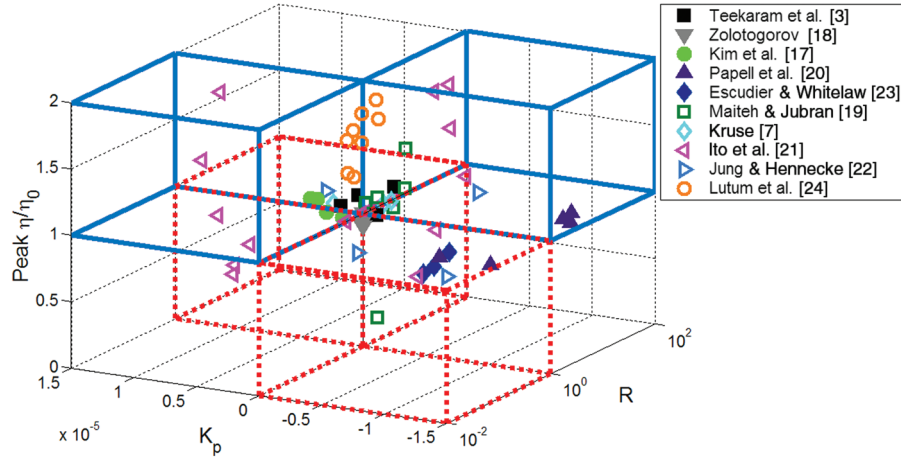 Peak η/η0
2
1.5
1
0.5
0
1.5
1
0.5
0
-0.5
-1
-1.5
x 10^-5
Kp
10^-2
10^0
10^2
R
Teekaram et al. [3]
Zolotogorov [18]
Kim et al. [17]
Papell et al. [20]
Escudier & Whitelaw [23]
Maiteh & Jubran [19]
Kruse [7]
Ito et al. [21]
Jung & Hennecke [22]
Lutum et al. [24]